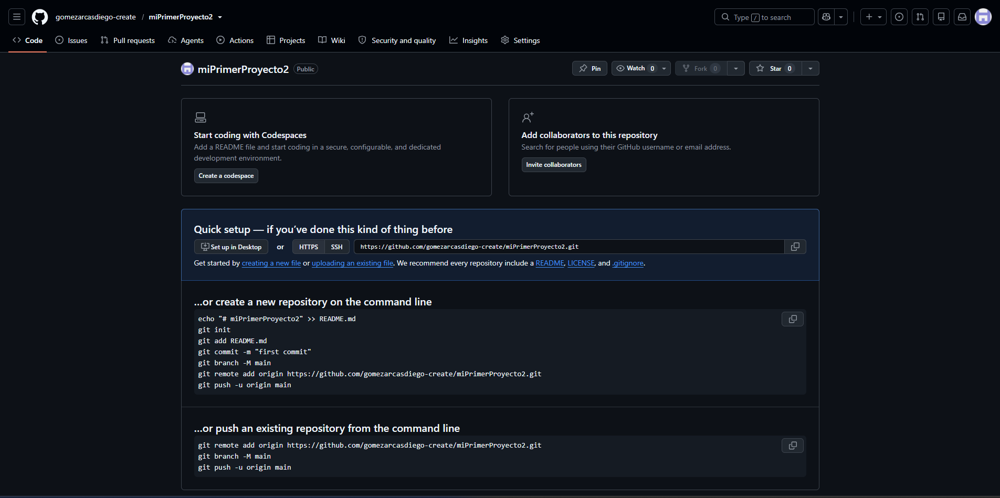 gomezarcasdiego-create / miPrimerProyecto2
Type / to search
Code Issues Pull requests Agents Actions Projects Wiki Security and quality Insights Settings
miPrimerProyecto2 Public
Pin Watch 0 Fork 0 Star 0
Start coding with Codespaces
Add a README file and start coding in a secure, configurable, and dedicated
development environment.
Create a codespace
Add collaborators to this repository
Search for people using their GitHub username or email address.
Invite collaborators
Quick setup — if you’ve done this kind of thing before
Set up in Desktop or HTTPS SSH https://github.com/gomezarcasdiego-create/miPrimerProyecto2.git
Get started by creating a new file or uploading an existing file. We recommend every repository include a README, LICENSE, and .gitignore.
…or create a new repository on the command line
echo "# miPrimerProyecto2" >> README.md
git init
git add README.md
git commit -m "first commit"
git branch -M main
git remote add origin https://github.com/gomezarcasdiego-create/miPrimerProyecto2.git
git push -u origin main
…or push an existing repository from the command line
git remote add origin https://github.com/gomezarcasdiego-create/miPrimerProyecto2.git
git branch -M main
git push -u origin main